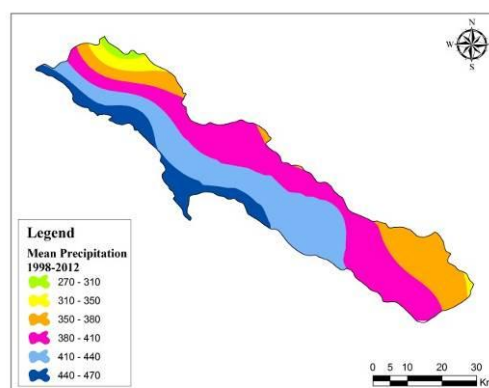 N
W E
S
Legend
Mean Precipitation
1998-2012
270 - 310
310 - 350
350 - 380
380 - 410
410 - 440
440 - 470
0 5 10 20 30